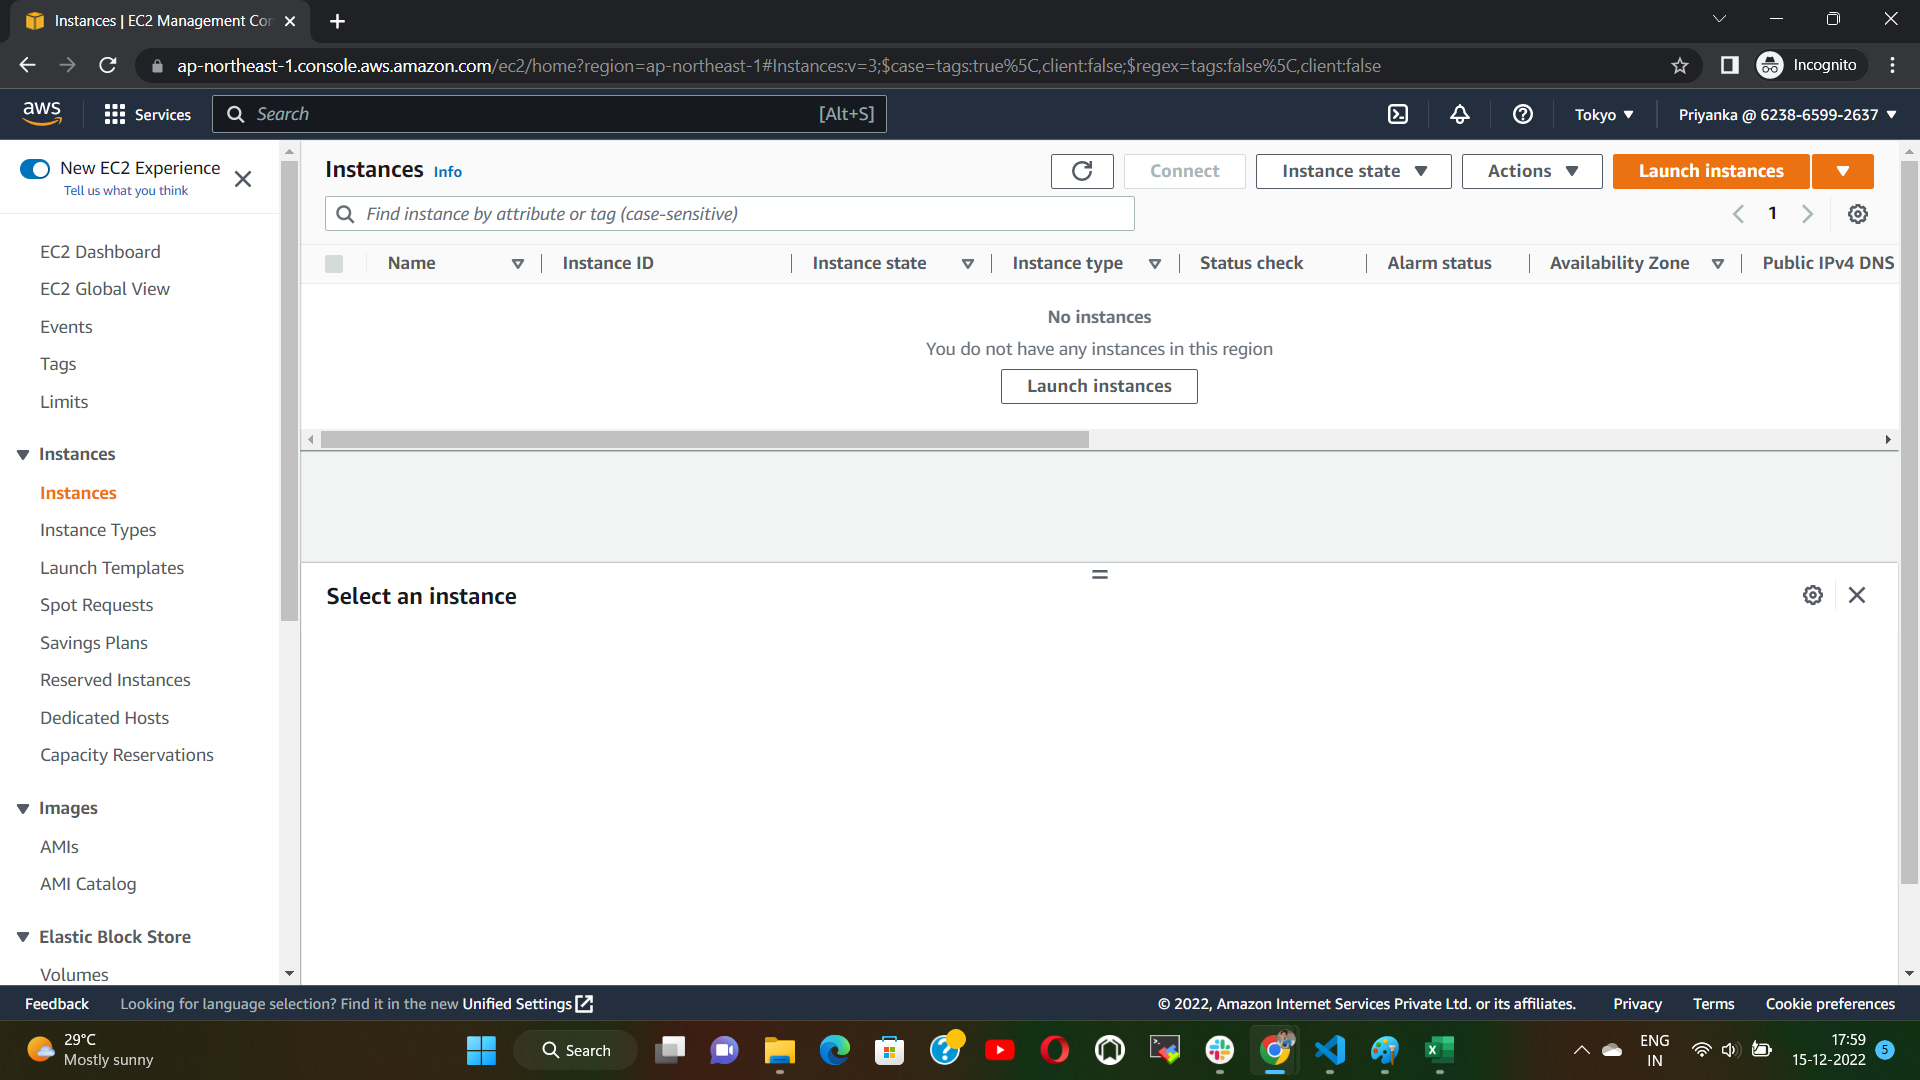 Instances | EC2 Management Con
ap-northeast-1.console.aws.amazon.com/ec2/home?region=ap-northeast-1#Instances:v=3;$case=tags:true%5C,client:false;$regex=tags:false%5C,client:false
Incognito
aws
Services
Search
[Alt+S]
Tokyo
Priyanka @ 6238-6599-2637
New EC2 Experience
Tell us what you think
EC2 Dashboard
EC2 Global View
Events
Tags
Limits
Instances
Instances
Instance Types
Launch Templates
Spot Requests
Savings Plans
Reserved Instances
Dedicated Hosts
Capacity Reservations
Images
AMIs
AMI Catalog
Elastic Block Store
Volumes
Instances Info
Connect
Instance state
Actions
Launch instances
Find instance by attribute or tag (case-sensitive)
1
Name
Instance ID
Instance state
Instance type
Status check
Alarm status
Availability Zone
Public IPv4 DNS
No instances
You do not have any instances in this region
Launch instances
Select an instance
Feedback
Looking for language selection? Find it in the new Unified Settings
© 2022, Amazon Internet Services Private Ltd. or its affiliates.
Privacy
Terms
Cookie preferences
29°C
Mostly sunny
Search
ENG
IN
17:59
15-12-2022
5